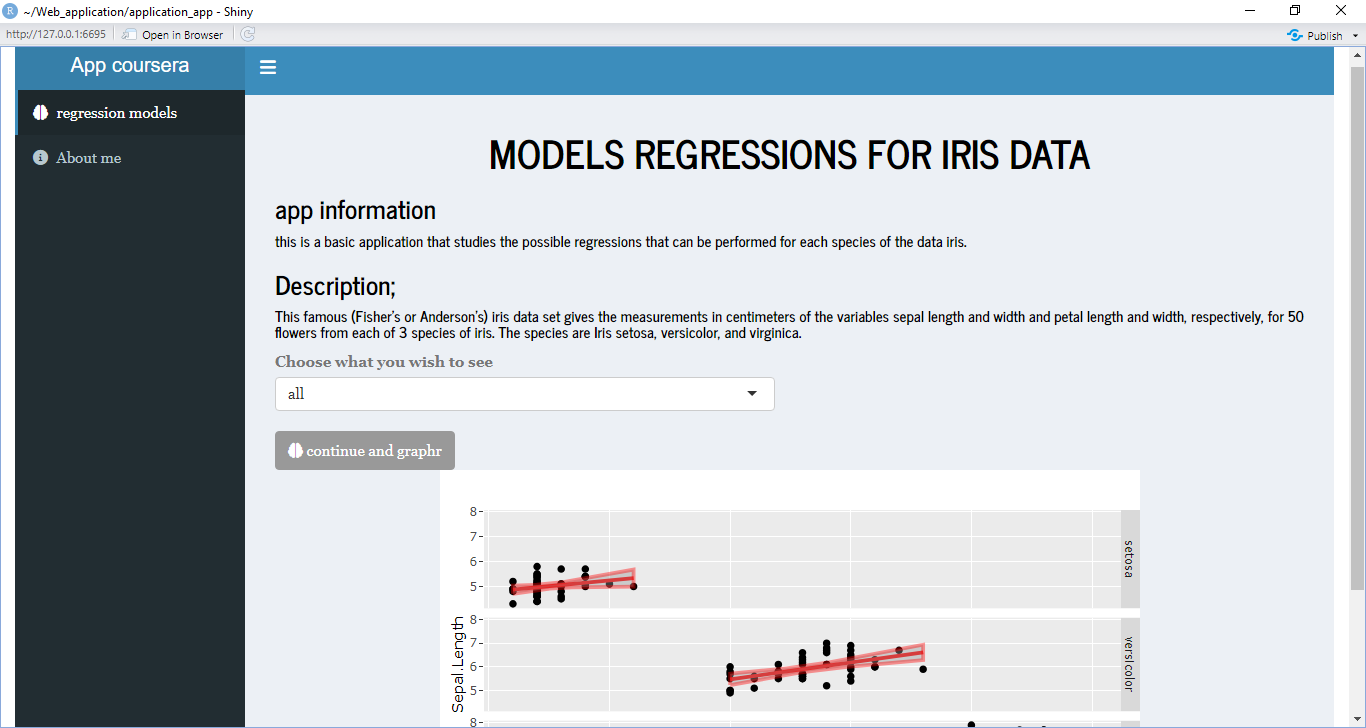 R ~/Web_application/application_app - Shiny
http://127.0.0.1:6695 Open in Browser Publish
App coursera
regression models
About me
MODELS REGRESSIONS FOR IRIS DATA
app information
this is a basic application that studies the possible regressions that can be performed for each species of the data iris.
Description;
This famous (Fisher's or Anderson's) iris data set gives the measurements in centimeters of the variables sepal length and width and petal length and width, respectively, for 50
flowers from each of 3 species of iris. The species are Iris setosa, versicolor, and virginica.
Choose what you wish to see
all
continue and graphr
8
7
6
5
setosa
Sepal.Length
8
7
6
5
versicolor
8